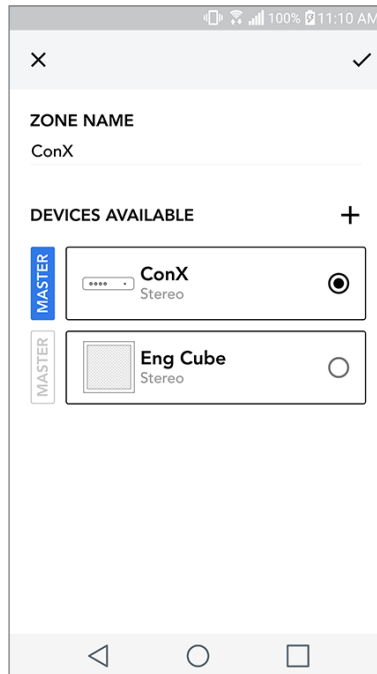 100% 11:10 AM
ZONE NAME
ConX
DEVICES AVAILABLE
MASTER
ConX
Stereo
MASTER
Eng Cube
Stereo